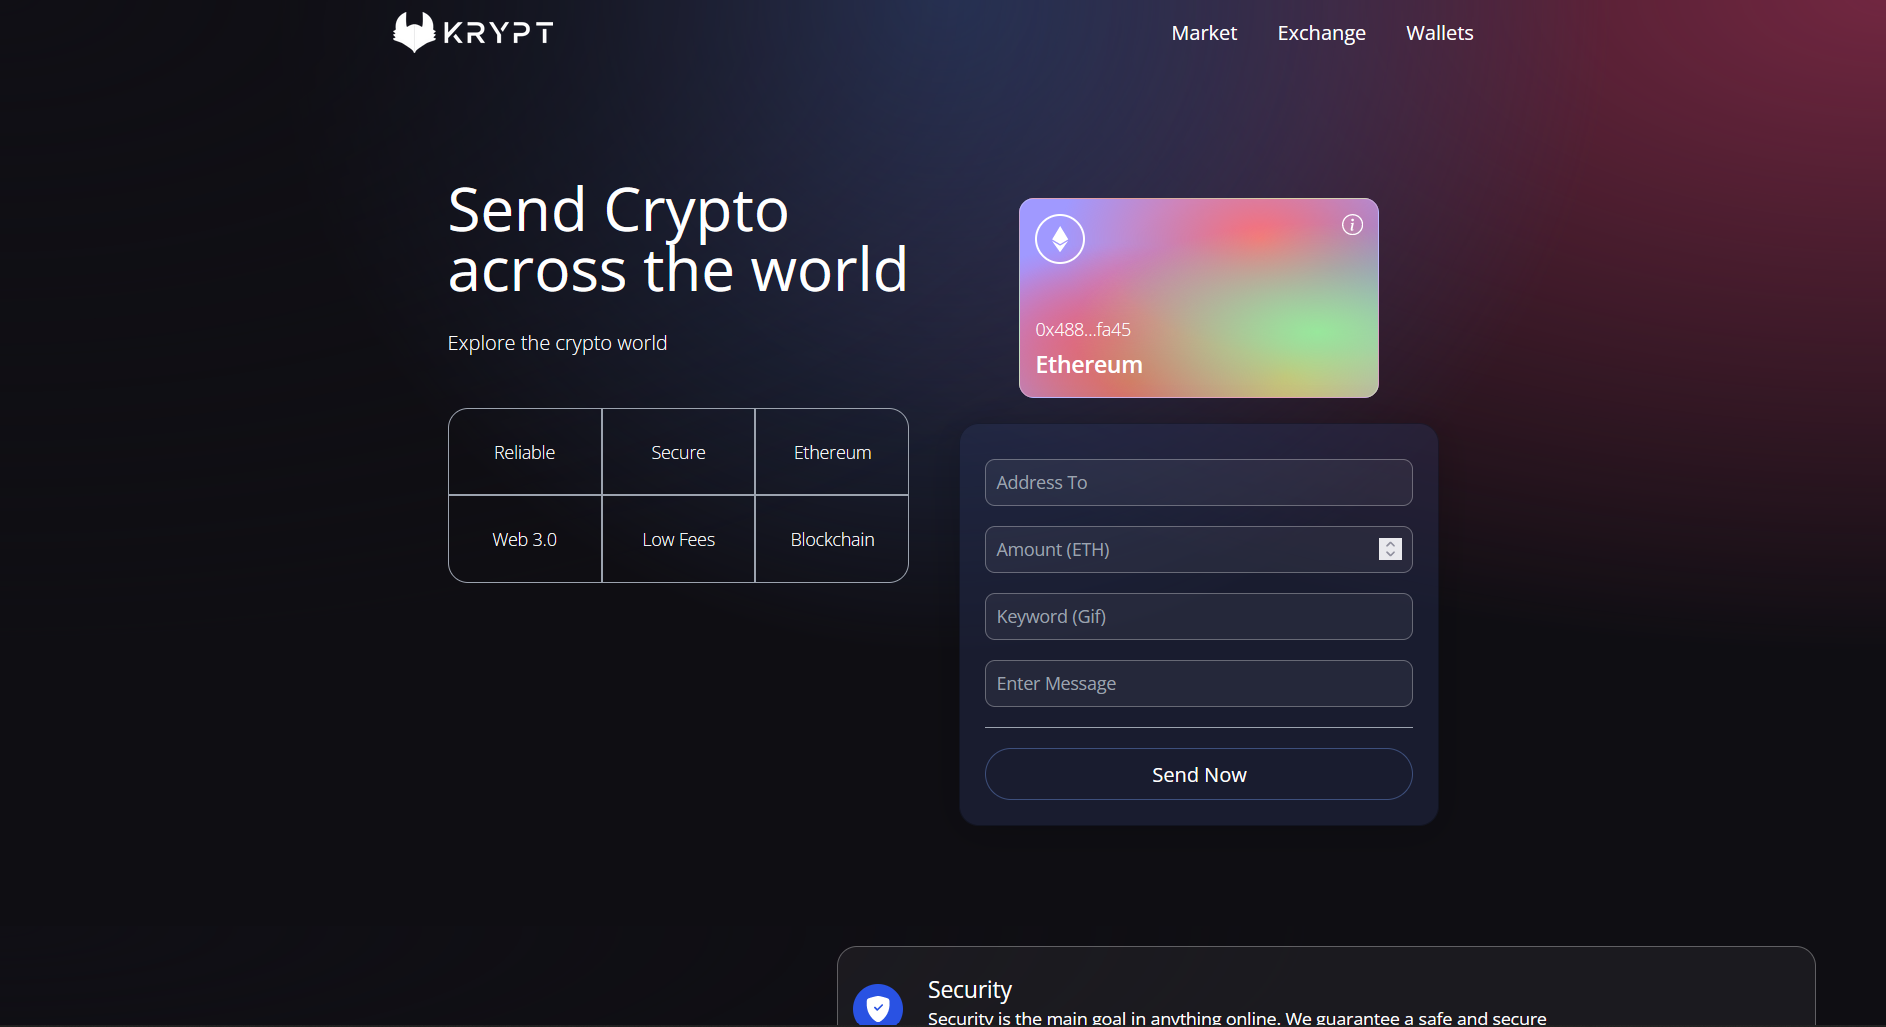 KRYPT
Market
Exchange
Wallets
Send Crypto
across the world
Explore the crypto world
Reliable
Secure
Ethereum
Web 3.0
Low Fees
Blockchain
0x488...fa45
Ethereum
Address To
Amount (ETH)
Keyword (Gif)
Enter Message
Send Now
Security
Security is the main goal in anything online. We guarantee a safe and secure